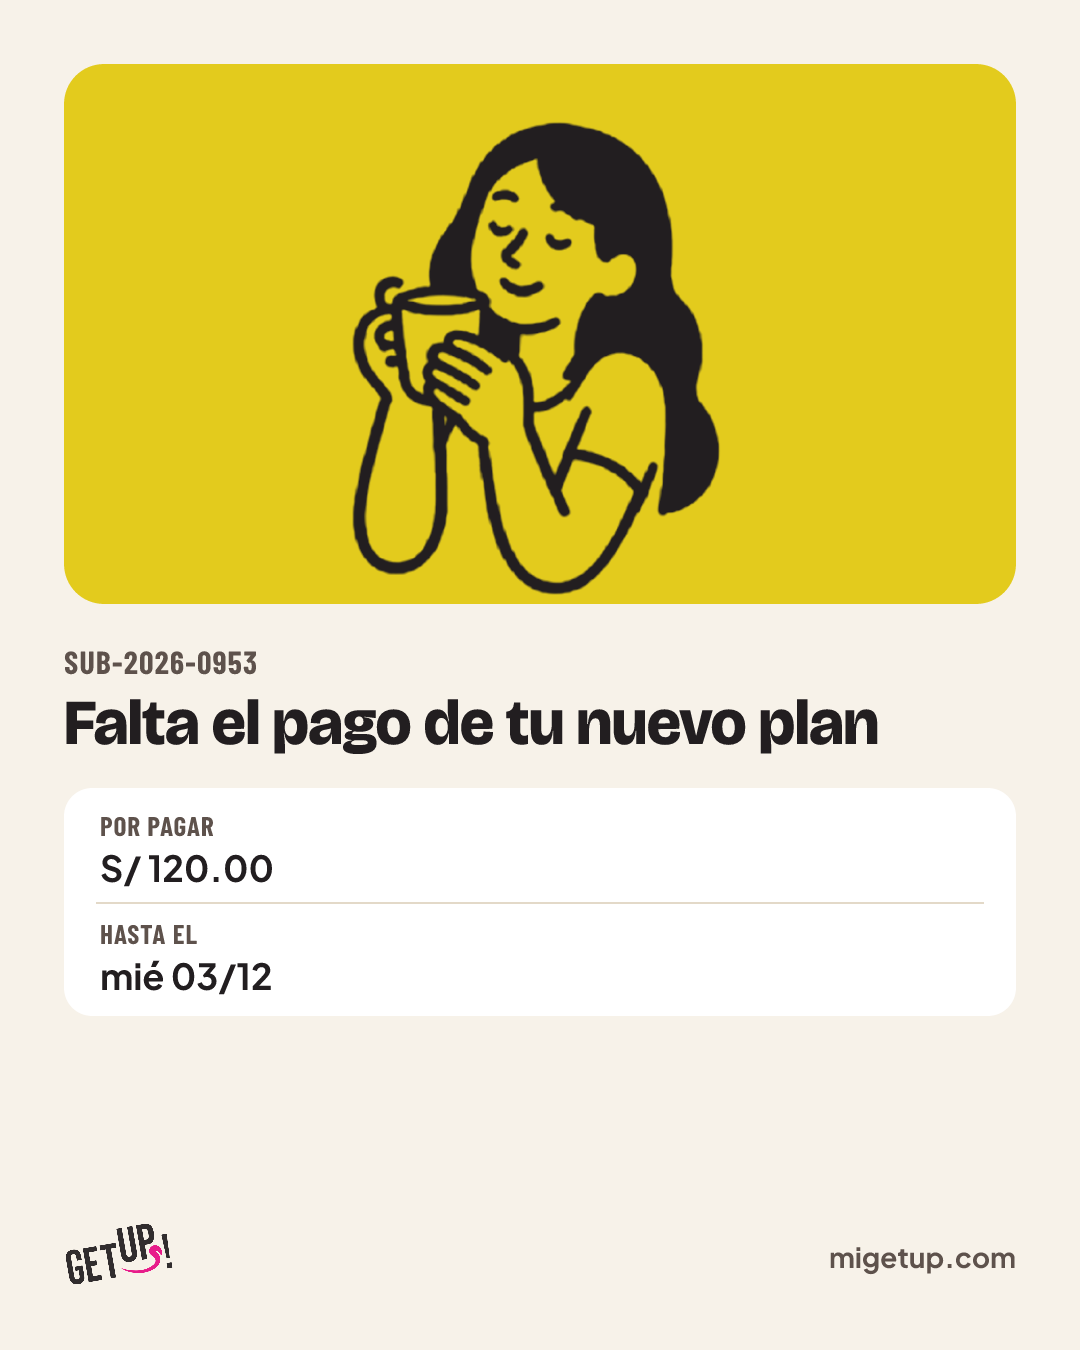 SUB-2026-0953
Falta el pago de tu nuevo plan
POR PAGAR
S/ 120.00
HASTA EL
mié 03/12
GETUP!
migetup.com